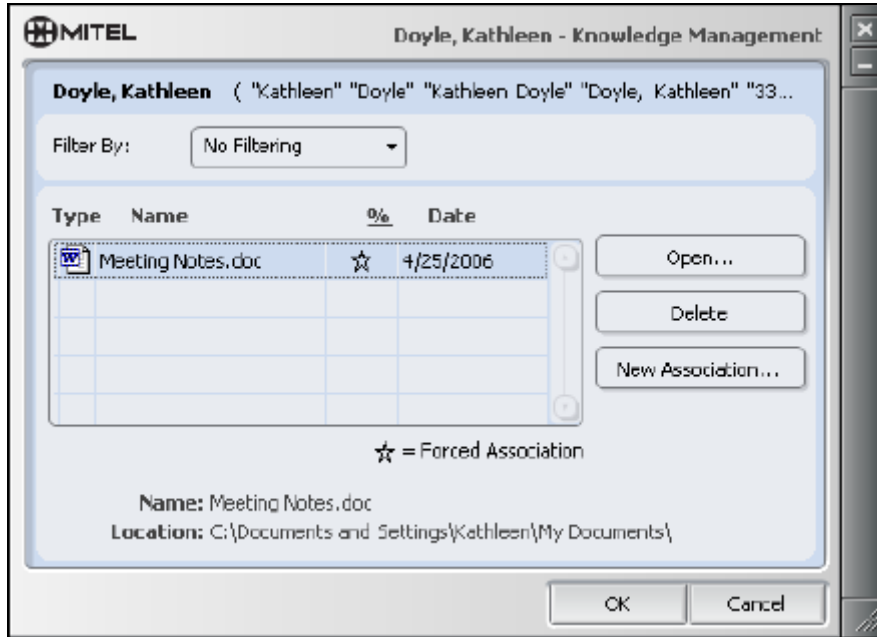 MITEL
Doyle, Kathleen - Knowledge Management
Doyle, Kathleen ( "Kathleen" "Doyle" "Kathleen Doyle" "Doyle, Kathleen" "33...
Filter By: No Filtering
Type Name % Date
Meeting Notes.doc ☆ 4/25/2006
Open...
Delete
New Association...
☆ = Forced Association
Name: Meeting Notes.doc
Location: C:\Documents and Settings\Kathleen\My Documents\
OK Cancel